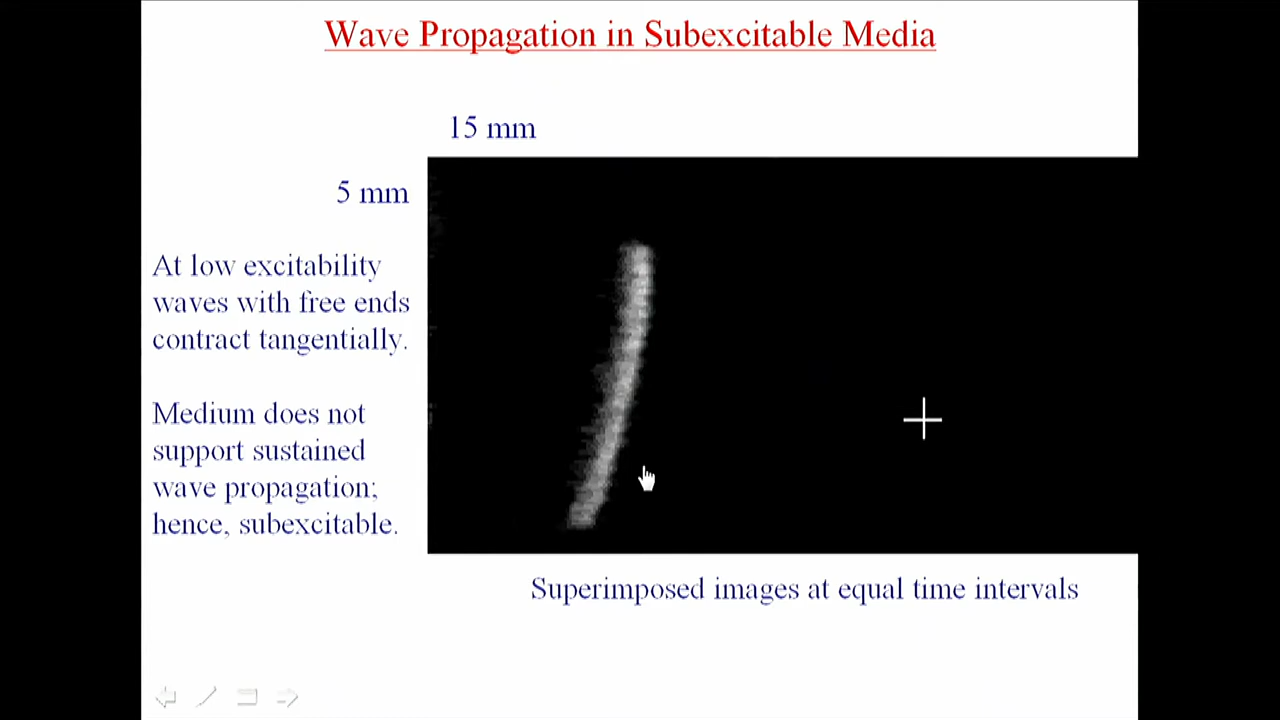 Wave Propagation in Subexcitable Media
15 mm
5 mm
At low excitability
waves with free ends
contract tangentially.
Medium does not
support sustained
wave propagation;
hence, subexcitable.
Superimposed images at equal time intervals